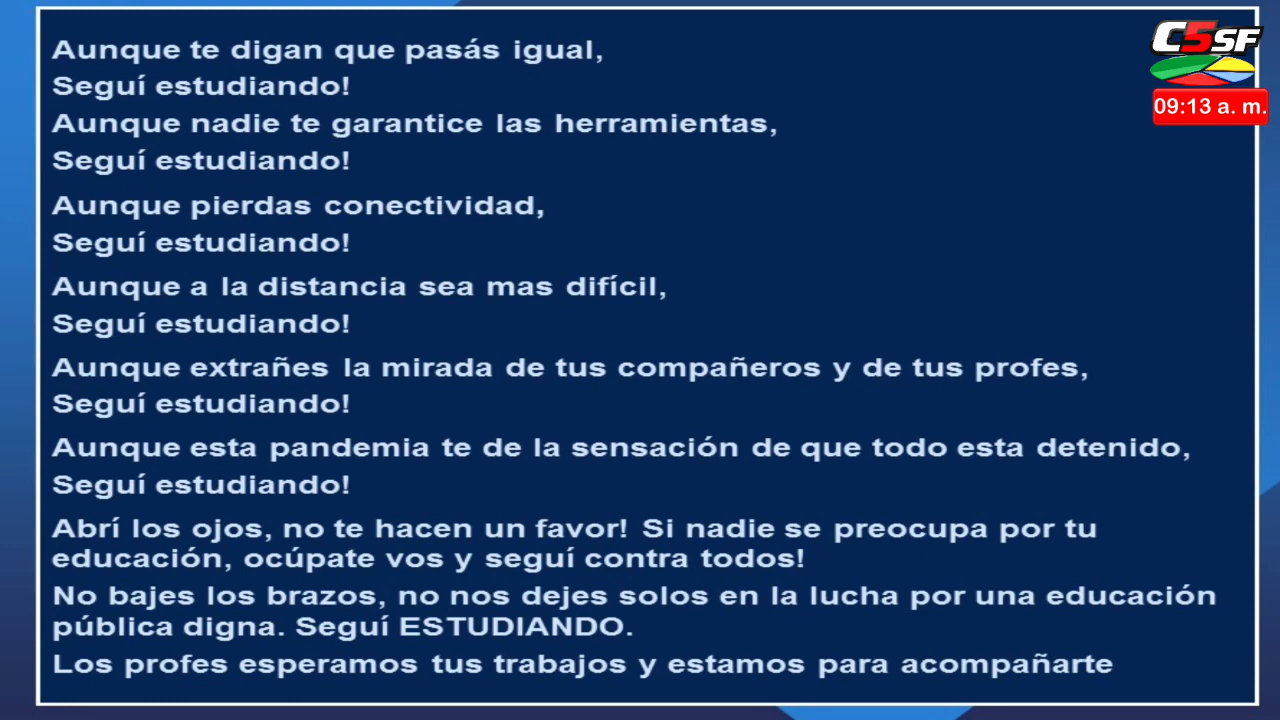 Aunque te digan que pasás igual,
Seguí estudiando!
Aunque nadie te garantice las herramientas,
Seguí estudiando!
Aunque pierdas conectividad,
Seguí estudiando!
Aunque a la distancia sea mas difícil,
Seguí estudiando!
Aunque extrañes la mirada de tus compañeros y de tus profes,
Seguí estudiando!
Aunque esta pandemia te de la sensación de que todo esta detenido,
Seguí estudiando!
Abrí los ojos, no te hacen un favor! Si nadie se preocupa por tu
educación, ocúpate vos y seguí contra todos!
No bajes los brazos, no nos dejes solos en la lucha por una educación
pública digna. Seguí ESTUDIANDO.
Los profes esperamos tus trabajos y estamos para acompañarte
C5SF
09:13 a. m.